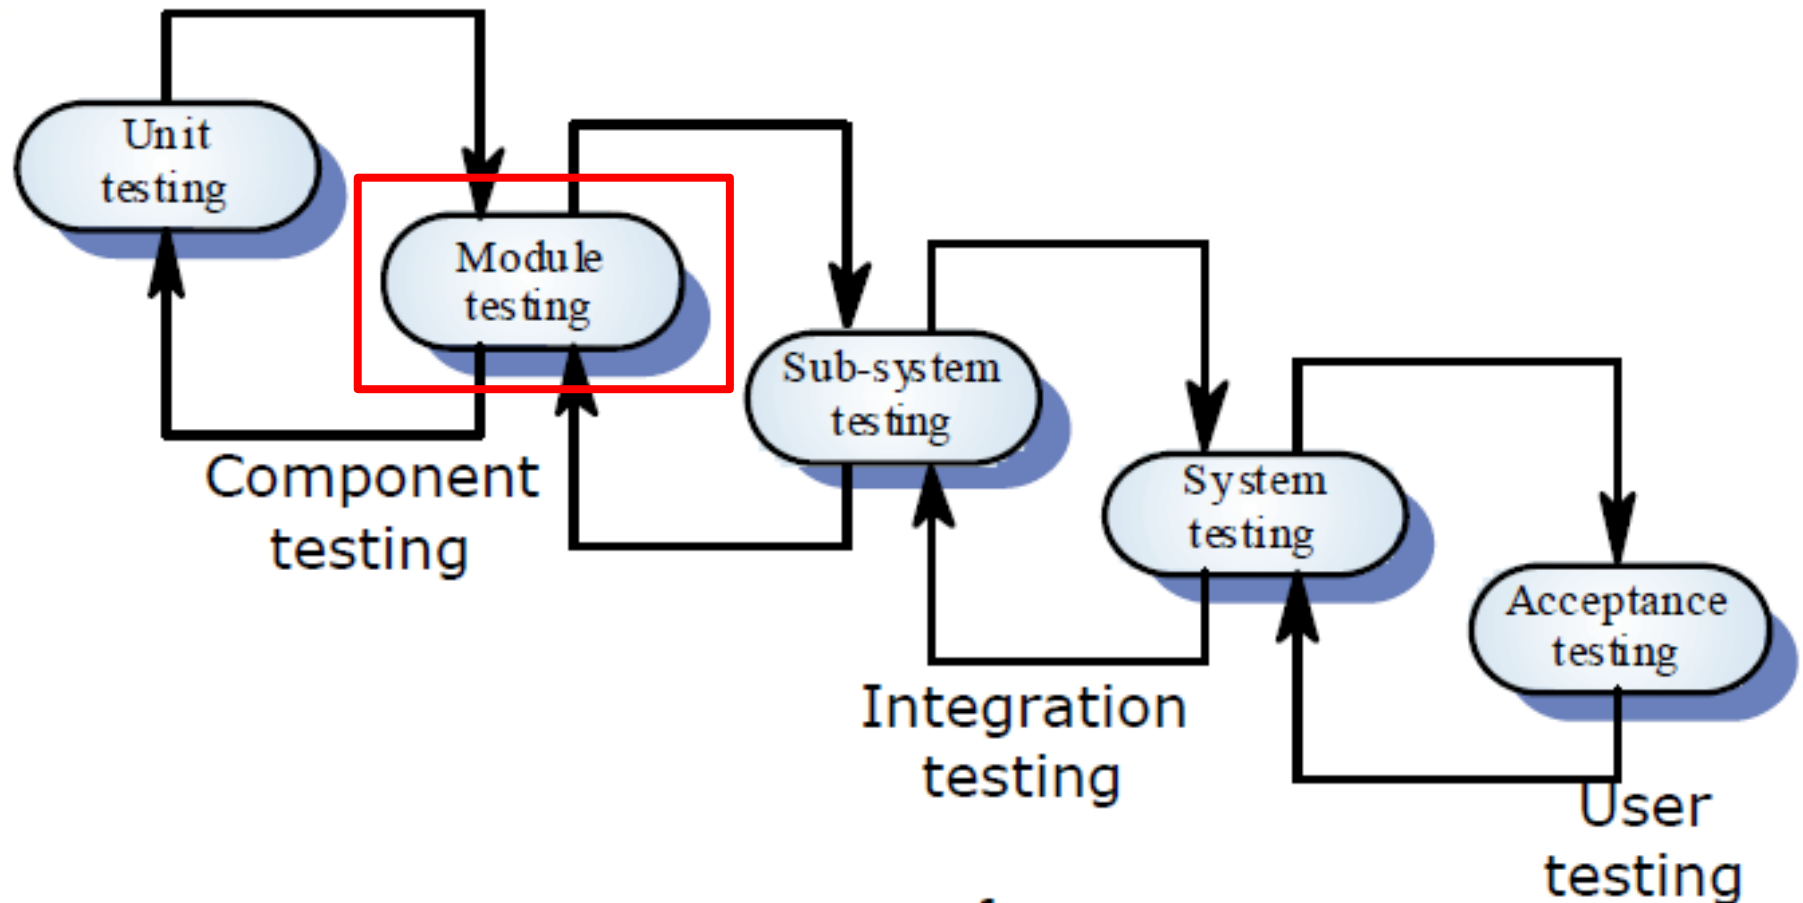 Unit
testing
Module
testing
Sub-system
testing
System
testing
Acceptance
testing
Component
testing
Integration
testing
User
testing